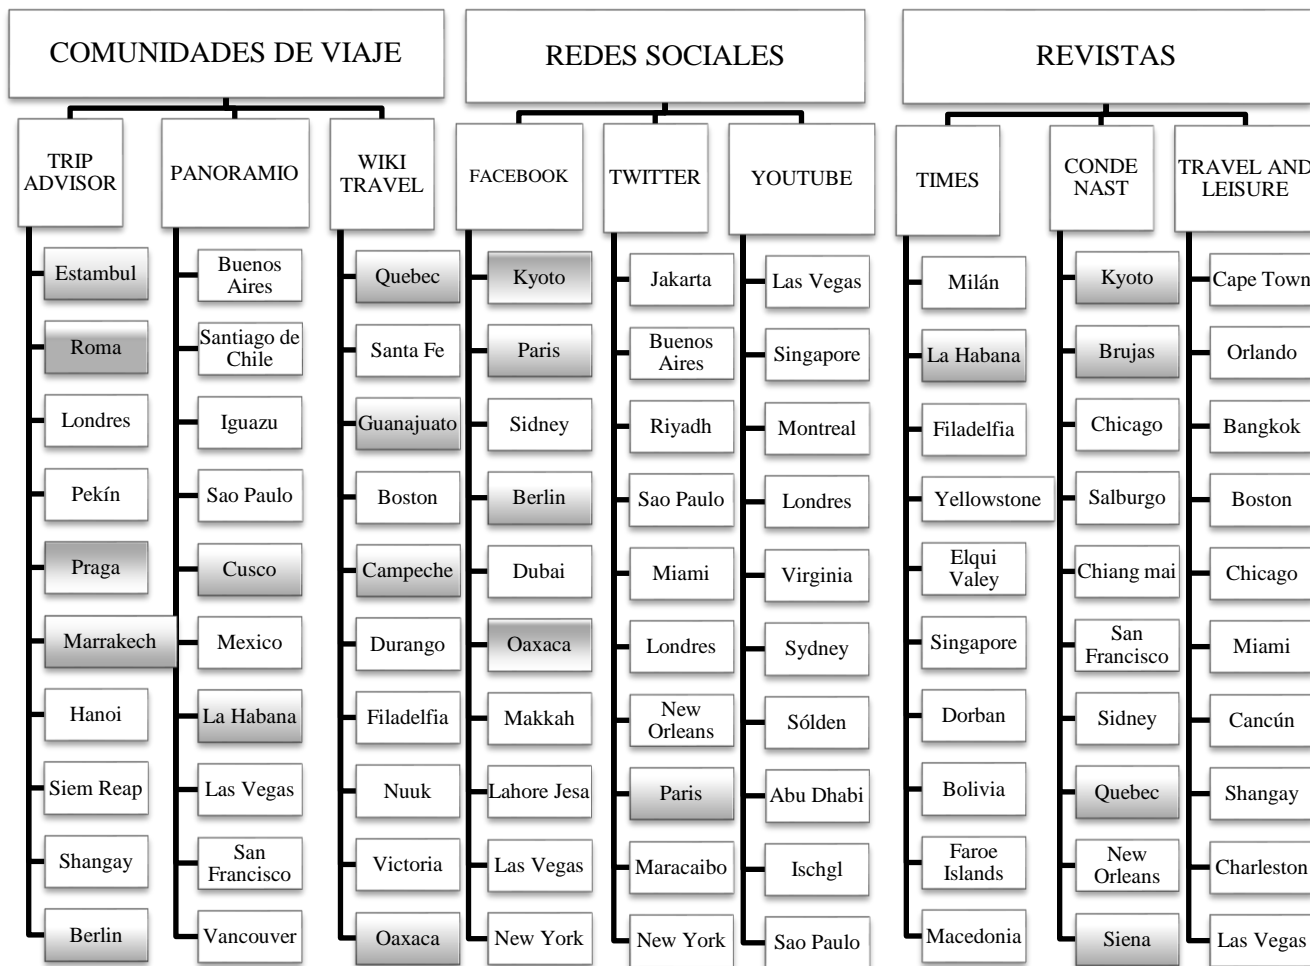 COMUNIDADES DE VIAJE
TRIP
ADVISOR
Estambul
Roma
Londres
Pekín
Praga
Marrakech
Hanoi
Siem Reap
Shangay
Berlin
PANORAMIO
Buenos
Aires
Santiago de
Chile
Iguazu
Sao Paulo
Cusco
Mexico
La Habana
Las Vegas
San
Francisco
Vancouver
WIKI
TRAVEL
Quebec
Santa Fe
Guanajuato
Boston
Campeche
Durango
Filadelfia
Nuuk
Victoria
Oaxaca
REDES SOCIALES
FACEBOOK
Kyoto
Paris
Sidney
Berlin
Dubai
Oaxaca
Makkah
Lahore Jesa
Las Vegas
New York
TWITTER
Jakarta
Buenos
Aires
Riyadh
Sao Paulo
Miami
Londres
New
Orleans
Paris
Maracaibo
New York
YOUTUBE
Las Vegas
Singapore
Montreal
Londres
Virginia
Sydney
Sólden
Abu Dhabi
Ischgl
Sao Paulo
REVISTAS
TIMES
Milán
La Habana
Filadelfia
Yellowstone
Elqui
Valey
Singapore
Dorban
Bolivia
Faroe
Islands
Macedonia
CONDE
NAST
Kyoto
Brujas
Chicago
Salburgo
Chiang mai
San
Francisco
Sidney
Quebec
New
Orleans
Siena
TRAVEL AND
LEISURE
Cape Town
Orlando
Bangkok
Boston
Chicago
Miami
Cancún
Shangay
Charleston
Las Vegas